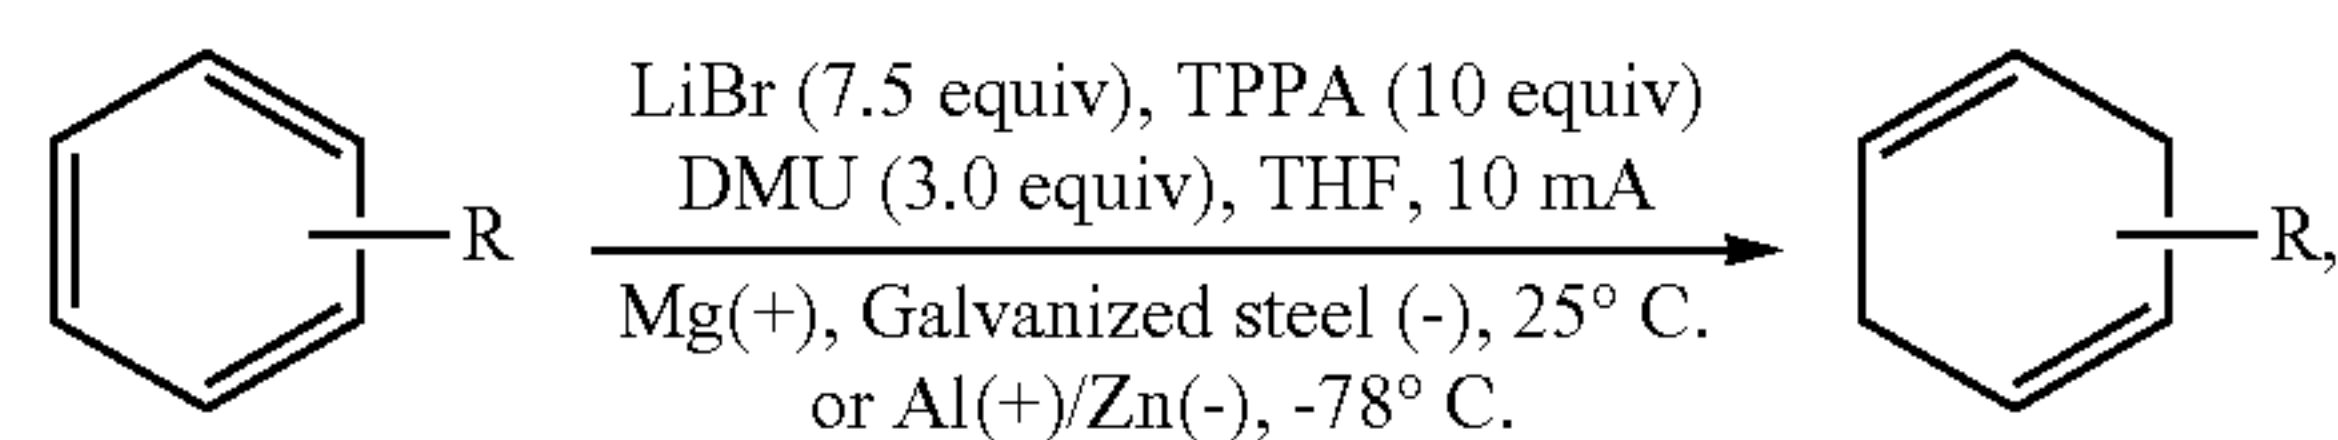 LiBr (7.5 equiv), TPPA (10 equiv)
DMU (3.0 equiv), THF, 10 mA
R
R,
Mg(+), Galvanized steel (-), 25° C.
or Al(+)/Zn(-), -78° C.